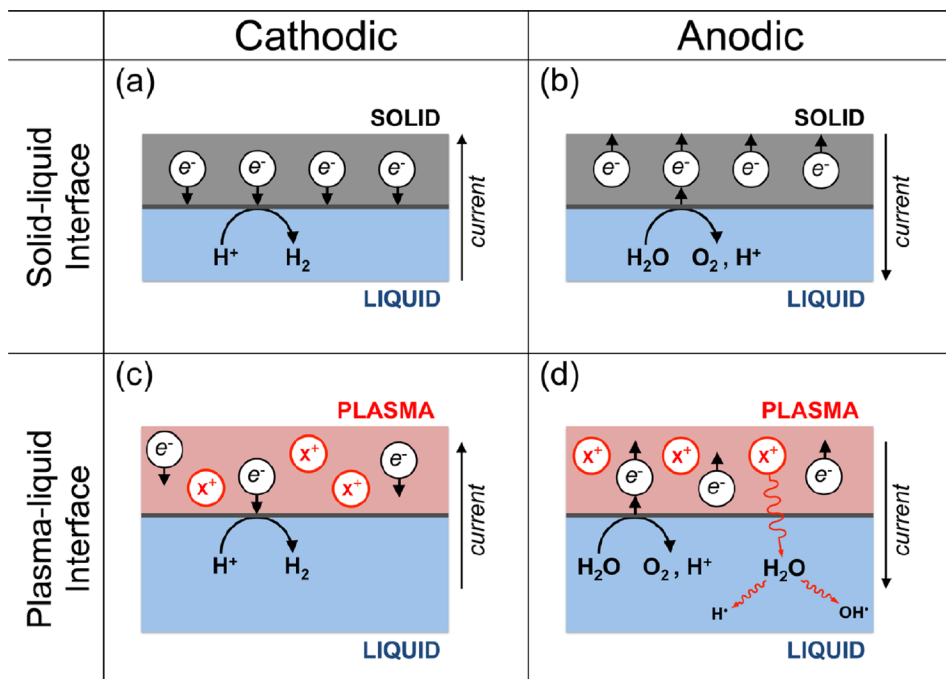 Cathodic
Anodic
Solid-liquid
Interface
(a)
SOLID
e⁻ e⁻ e⁻ e⁻
current
H⁺ H₂
LIQUID
(b)
SOLID
e⁻ e⁻ e⁻ e⁻
current
H₂O O₂ , H⁺
LIQUID
Plasma-liquid
Interface
(c)
PLASMA
e⁻ x⁺ e⁻ x⁺ x⁺ e⁻
current
H⁺ H₂
LIQUID
(d)
PLASMA
x⁺ e⁻ x⁺ e⁻ x⁺ e⁻
current
H₂O O₂ , H⁺ H₂O
H• OH•
LIQUID